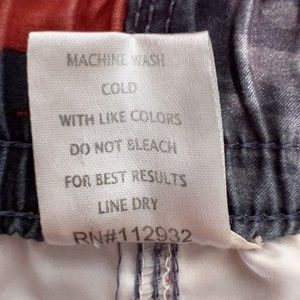 MACHINE WASH
COLD
WITH LIKE COLORS
DO NOT BLEACH
FOR BEST RESULTS
LINE DRY
RN#112932